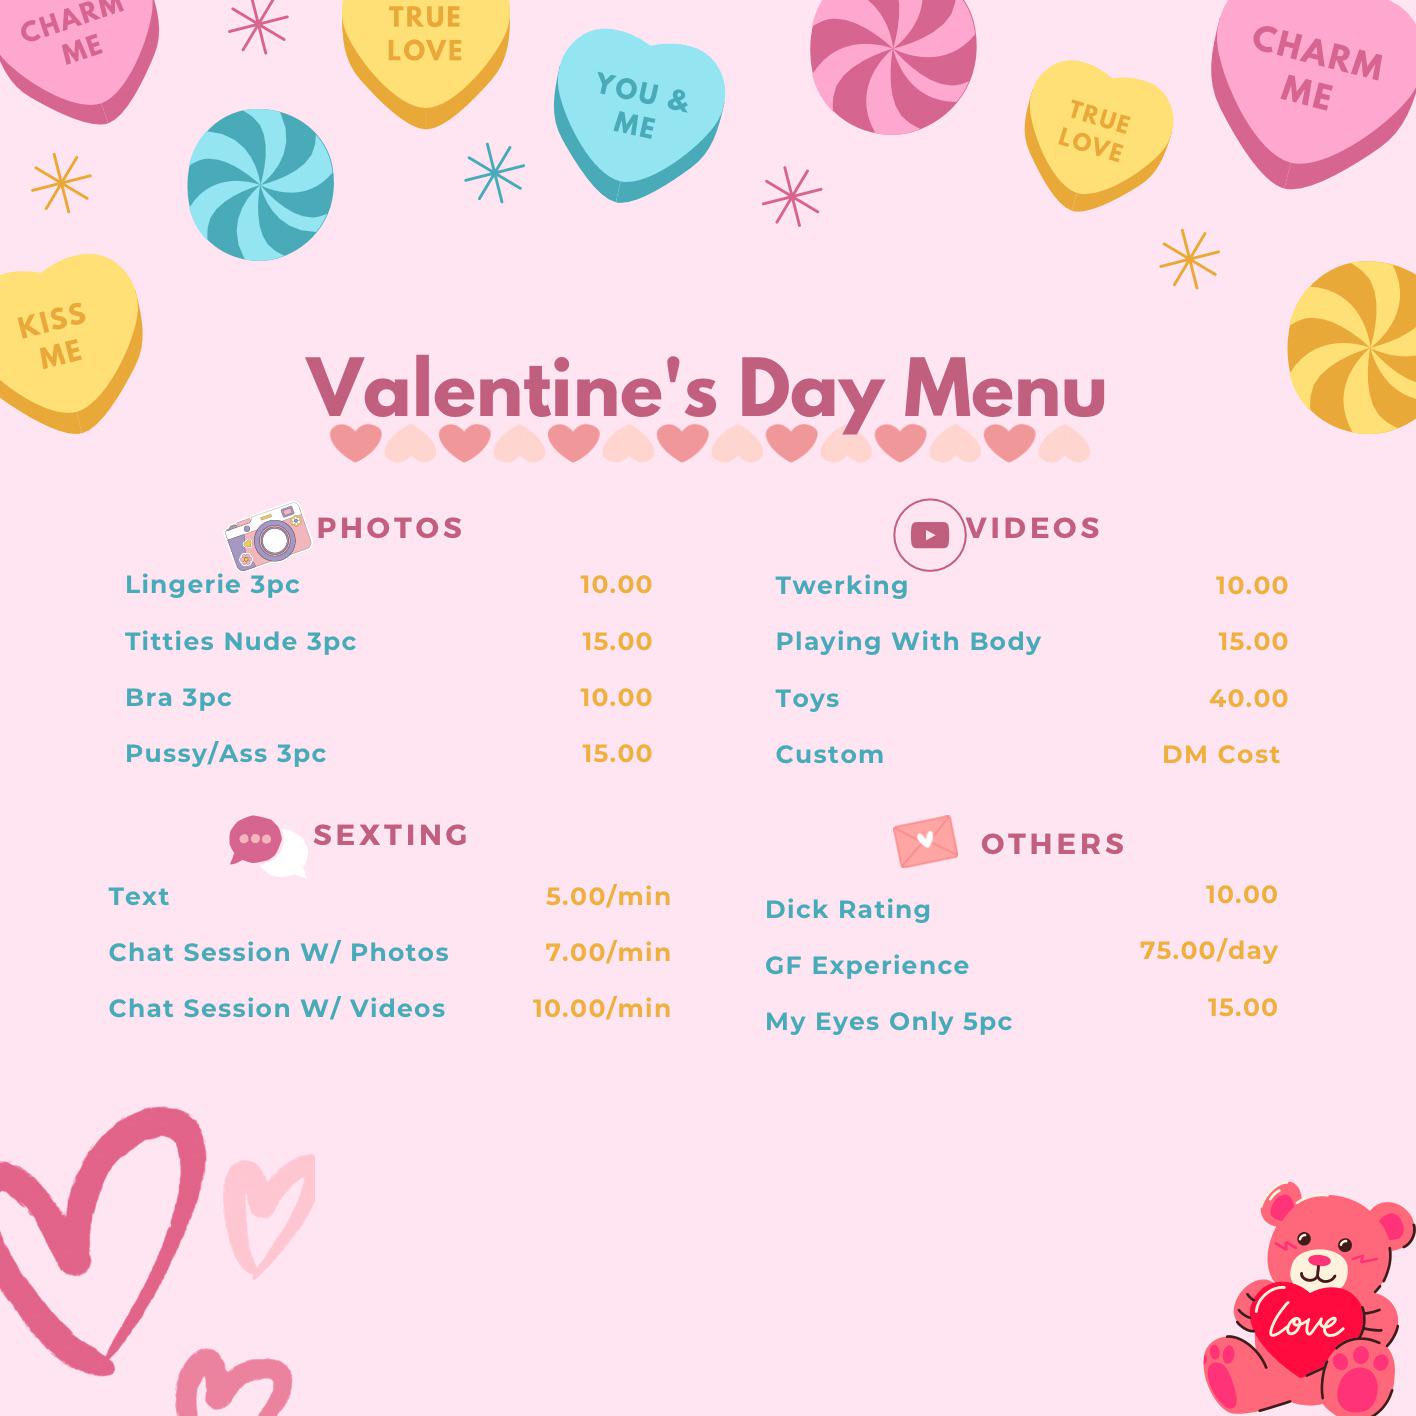 CHARM
ME
TRUE
LOVE
YOU &
ME
TRUE
LOVE
CHARM
ME
KISS
ME
Valentine's Day Menu
PHOTOS
Lingerie 3pc 10.00
Titties Nude 3pc 15.00
Bra 3pc 10.00
Pussy/Ass 3pc 15.00
VIDEOS
Twerking 10.00
Playing With Body 15.00
Toys 40.00
Custom DM Cost
SEXTING
Text 5.00/min
Chat Session W/ Photos 7.00/min
Chat Session W/ Videos 10.00/min
OTHERS
Dick Rating 10.00
GF Experience 75.00/day
My Eyes Only 5pc 15.00
love